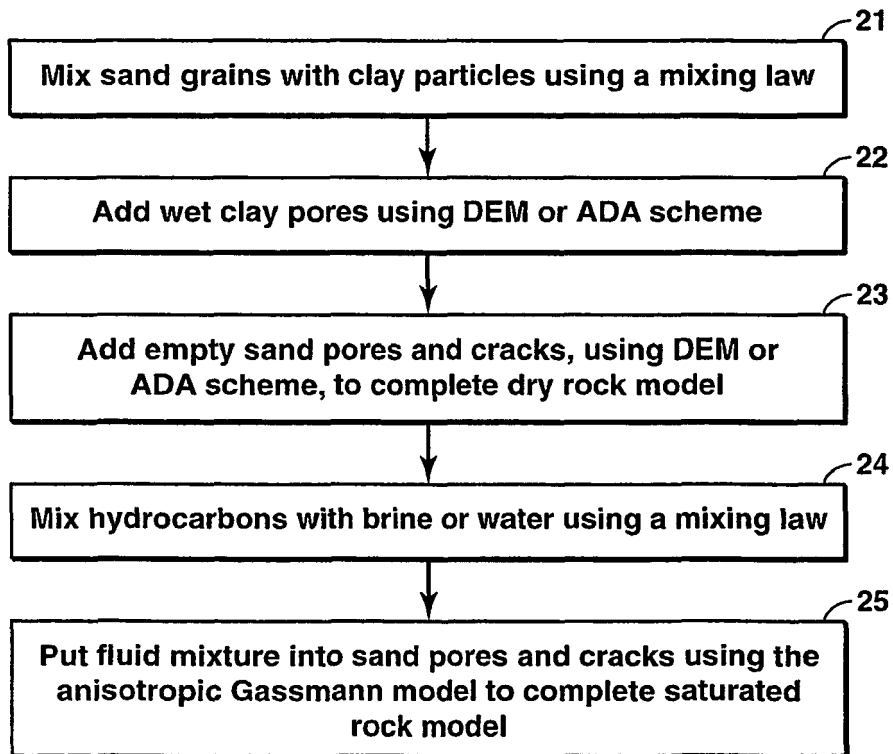 21
Mix sand grains with clay particles using a mixing law
22
Add wet clay pores using DEM or ADA scheme
23
Add empty sand pores and cracks, using DEM or
ADA scheme, to complete dry rock model
24
Mix hydrocarbons with brine or water using a mixing law
25
Put fluid mixture into sand pores and cracks using the
anisotropic Gassmann model to complete saturated
rock model